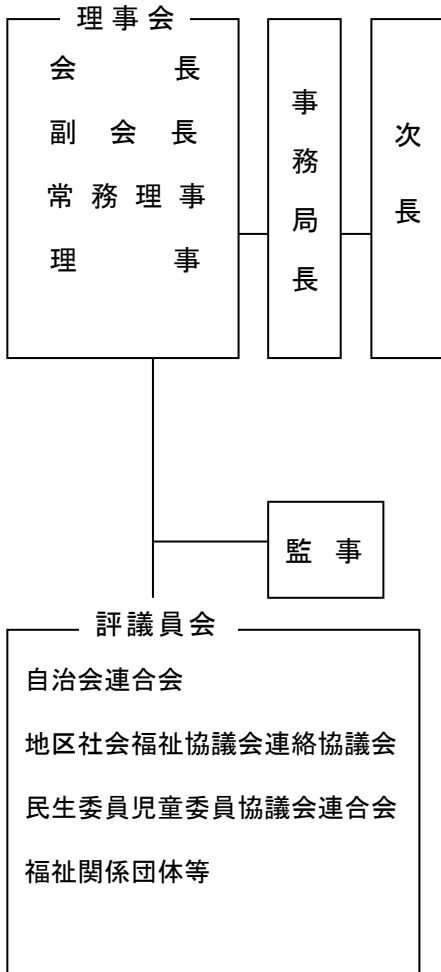 理事会
会長
副会長
常務理事
理事
事務局長
次長
監事
評議員会
自治会連合会
地区社会福祉協議会連絡協議会
民生委員児童委員協議会連合会
福祉関係団体等